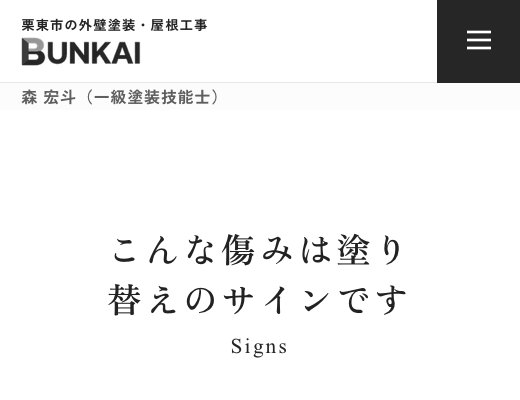 栗東市の外壁塗装・屋根工事
BUNKAI
森 宏斗（一級塗装技能士）
こんな傷みは塗り
替えのサインです
Signs